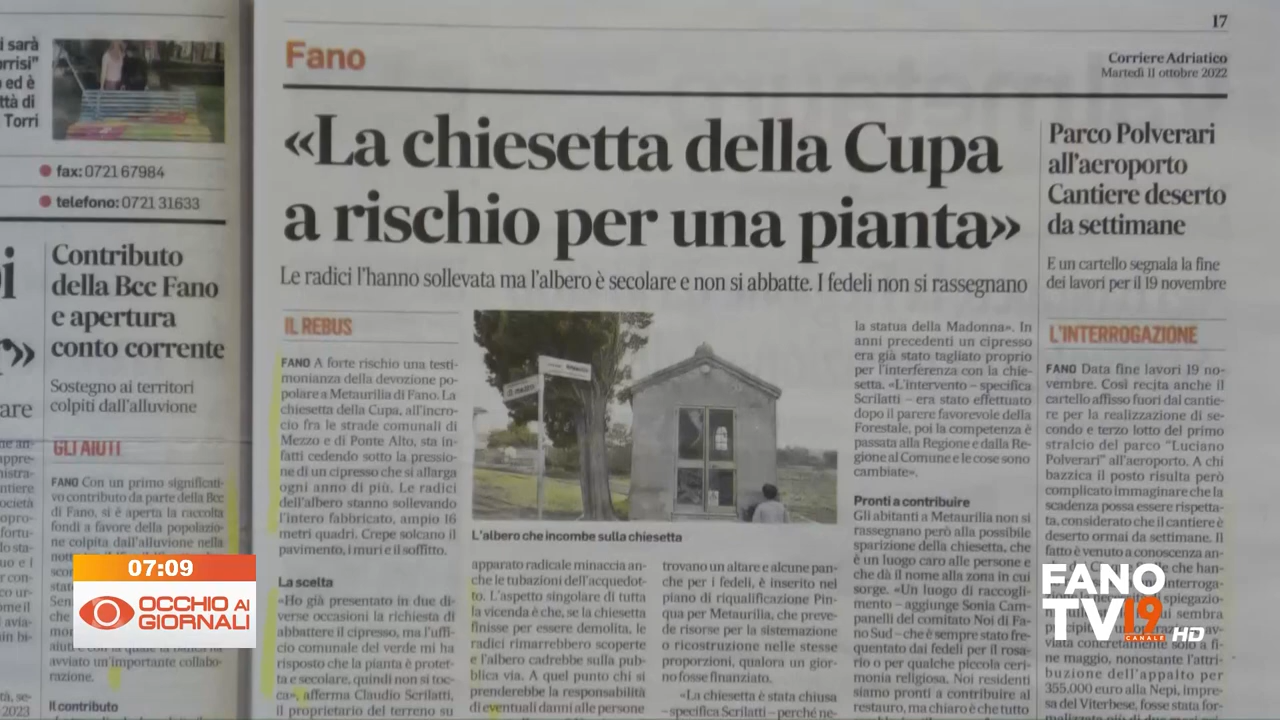 i sarà
orrisi"
o ed è
ttà di
Torri
fax: 0721 67984
telefono: 0721 31633
Contributo
della Bcc Fano
e apertura
conto corrente
Sostegno ai territori
colpiti dall'alluvione
GLI AIUTI
FANO Con un primo significati-
vo contributo da parte della Bcc
di Fano, si è aperta la raccolta
fondi a favore della popolazio-
ne colpita dall'alluvione nella
avviato un'importante collabo-
razione.
Il contributo
17
Fano
Corriere Adriatico
Martedì 11 ottobre 2022
«La chiesetta della Cupa
a rischio per una pianta»
Le radici l'hanno sollevata ma l'albero è secolare e non si abbatte. I fedeli non si rassegnano
IL REBUS
FANO A forte rischio una testi-
monianza della devozione po-
polare a Metaurilia di Fano. La
chiesetta della Cupa, all'incro-
cio fra le strade comunali di
Mezzo e di Ponte Alto, sta in-
fatti cedendo sotto la pressio-
ne di un cipresso che si allarga
ogni anno di più. Le radici
dell'albero stanno sollevando
l'intero fabbricato, ampio 16
metri quadri. Crepe solcano il
pavimento, i muri e il soffitto.
La scelta
«Ho già presentato in due di-
verse occasioni la richiesta di
abbattere il cipresso, ma l'uffi-
cio comunale del verde mi ha
risposto che la pianta è protet-
ta e secolare, quindi non si toc-
ca», afferma Claudio Scrilatti,
il proprietario del terreno su
L'albero che incombe sulla chiesetta
apparato radicale minaccia an-
che le tubazioni dell'acquedot-
to. L'aspetto singolare di tutta
la vicenda è che, se la chiesetta
finisse per essere demolita, le
radici rimarrebbero scoperte
e l'albero cadrebbe sulla pub-
blica via. A quel punto chi si
prenderebbe la responsabilità
di eventuali danni alle persone
trovano un altare e alcune pan-
che per i fedeli, è inserito nel
piano di riqualificazione Pin-
qua per Metaurilia, che preve-
de risorse per la sistemazione
o ricostruzione nelle stesse
proporzioni, qualora un gior-
no fosse finanziato.
«La chiesetta è stata chiusa
– specifica Scrilatti – perché ne-
la statua della Madonna». In
anni precedenti un cipresso
era già stato tagliato proprio
per l'interferenza con la chie-
setta. «L'intervento – specifica
Scrilatti – era stato effettuato
dopo il parere favorevole della
Forestale, poi la competenza è
passata alla Regione e dalla Re-
gione al Comune e le cose sono
cambiate».
Pronti a contribuire
Gli abitanti a Metaurilia non si
rassegnano però alla possibile
sparizione della chiesetta, che
è un luogo caro alle persone e
che dà il nome alla zona in cui
sorge. «Un luogo di raccogli-
mento – aggiunge Sonia Cam-
panelli del comitato Noi di Fa-
no Sud – che è sempre stato fre-
quentato dai fedeli per il rosa-
rio o per qualche piccola ceri-
monia religiosa. Noi residenti
siamo pronti a contribuire al
restauro, ma chiaro è che tutto
Parco Polverari
all'aeroporto
Cantiere deserto
da settimane
E un cartello segnala la fine
dei lavori per il 19 novembre
L'INTERROGAZIONE
FANO Data fine lavori 19 no-
vembre. Così recita anche il
cartello affisso fuori dal cantie-
re per la realizzazione di se-
condo e terzo lotto del primo
stralcio del parco "Luciano
Polverari" all'aeroporto. A chi
bazzica il posto risulta però
complicato immaginare che la
scadenza possa essere rispetta-
ta, considerato che il cantiere è
deserto ormai da settimane. Il
fatto è venuto a conoscenza an-
viata concretamente solo a fi-
ne maggio, nonostante l'attri-
buzione dell'appalto per
355.000 euro alla Nepi, impre-
sa del Viterbese, fosse stata for-
07:09
OCCHIO AI
GIORNALI
FANO
TV 19
CANALE HD